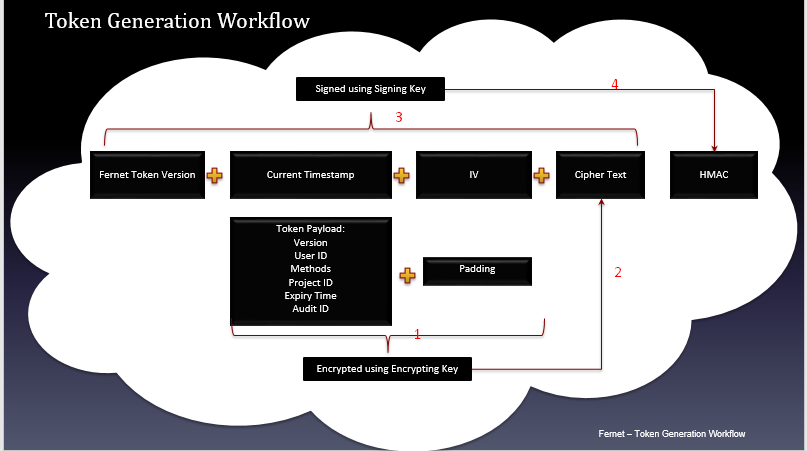 Token Generation Workflow
4
Signed using Signing Key
3
Fernet Token Version
Current Timestamp
IV
Cipher Text
HMAC
Token Payload:
Version
User ID
Methods
Project ID
Expiry Time
Audit ID
Padding
2
1
Encrypted using Encrypting Key
Fernet – Token Generation Workflow